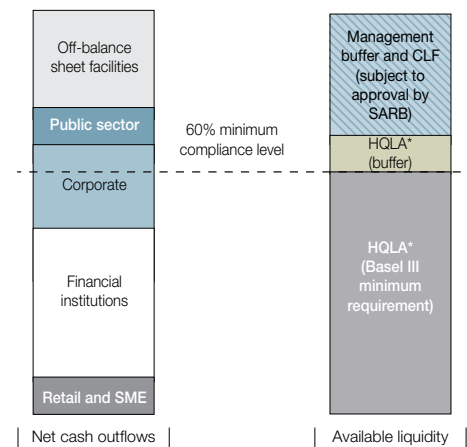 Off-balance
sheet facilities
Public sector
Corporate
Financial
institutions
Retail and SME
Net cash outflows
60% minimum
compliance level
Management
buffer and CLF
(subject to
approval by
SARB)
HQLA*
(buffer)
HQLA*
(Basel III
minimum
requirement)
Available liquidity